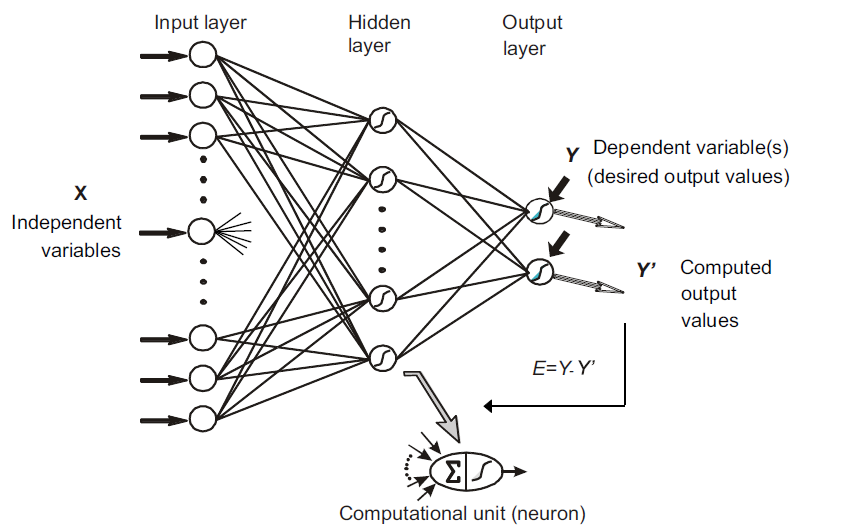 Input layer
Hidden
layer
Output
layer
Y
Dependent variable(s)
(desired output values)
X
Independent
variables
Y'
Computed
output
values
E=Y-Y'
Σ
Computational unit (neuron)